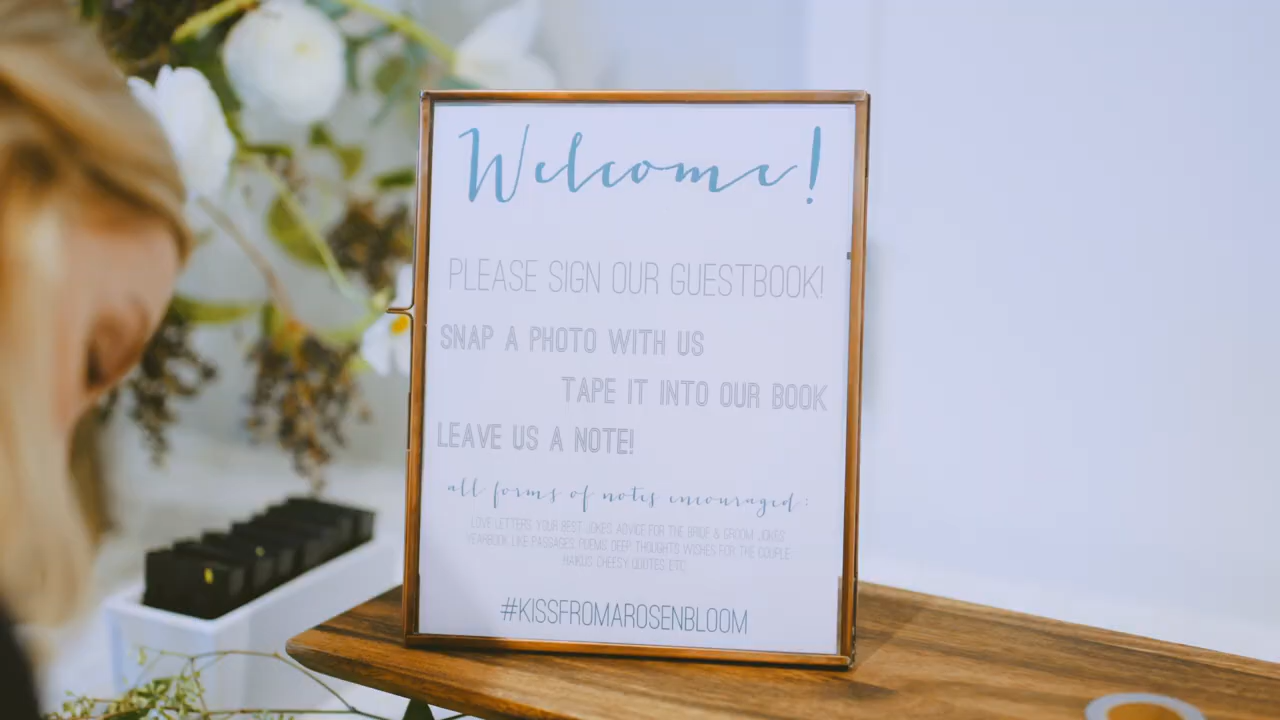 Welcome!
PLEASE SIGN OUR GUESTBOOK!
SNAP A PHOTO WITH US
TAPE IT INTO OUR BOOK
LEAVE US A NOTE!
all forms of notes encouraged:
LOVE LETTERS, YOUR BEST JOKES, ADVICE FOR THE BRIDE & GROOM, JOKES
YEARBOOK LIKE PASSAGES, POEMS, DEEP THOUGHTS, WISHES FOR THE COUPLE
HAIKUS, CHEESY QUOTES, ETC.
#KISSFROMAROSENBLOOM